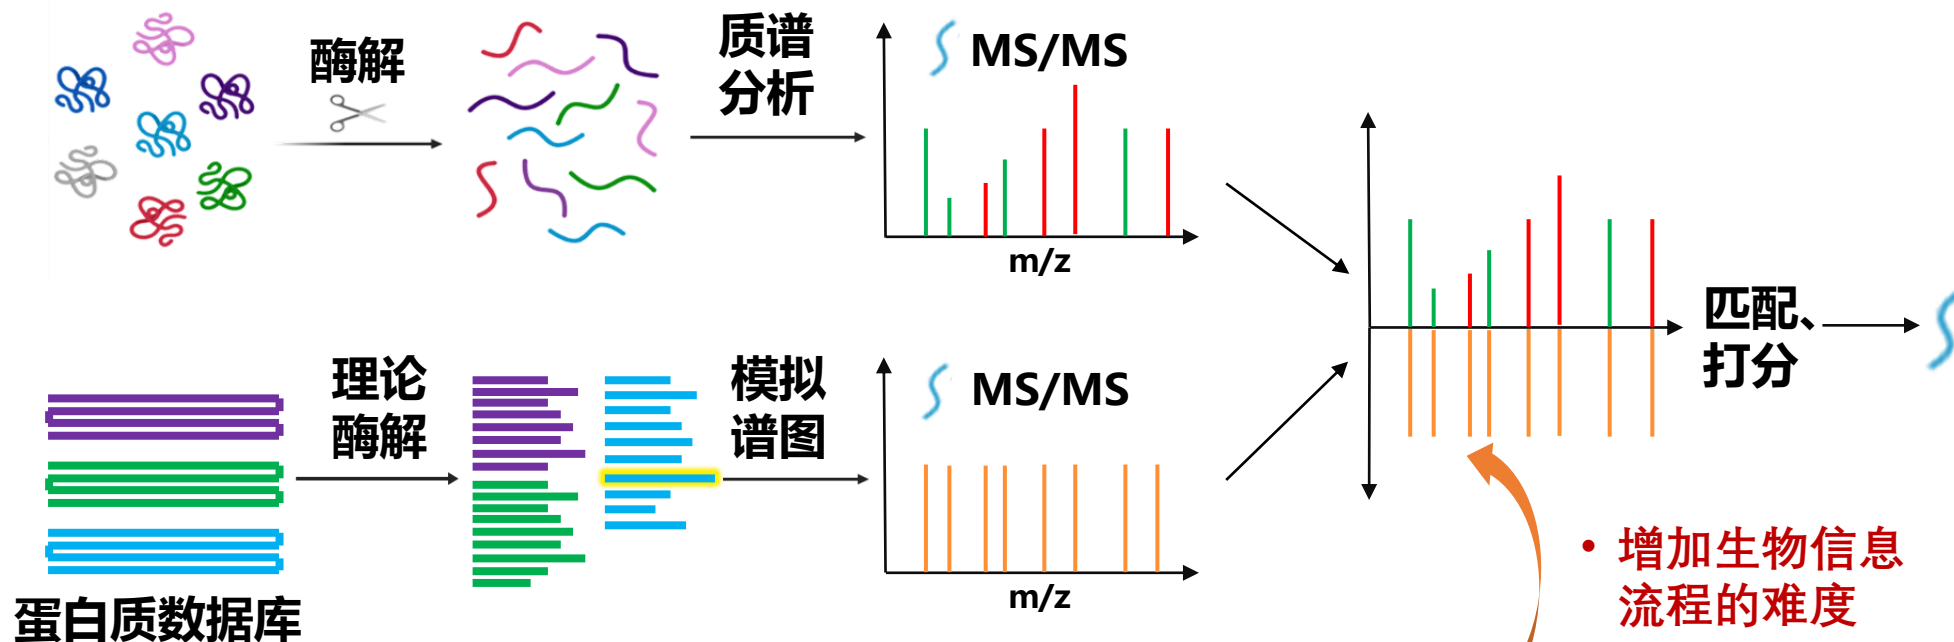 酶解
质谱
分析
MS/MS
m/z
理论
酶解
模拟
谱图
MS/MS
m/z
蛋白质数据库
匹配、
打分
• 增加生物信息
流程的难度